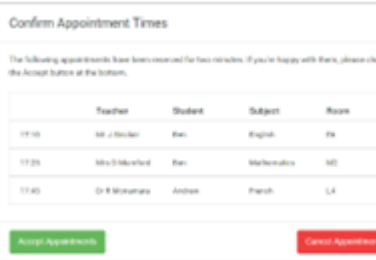 Confirm Appointment Times
The following appointments have been reserved for two minutes. If you're happy with them, please
the Accept button at the bottom.
Teacher Student Subject Room
17:10 Ben English
17:25 Ben Mathematics M2
17:45 Andrew French L4
Accept Appointments Cancel